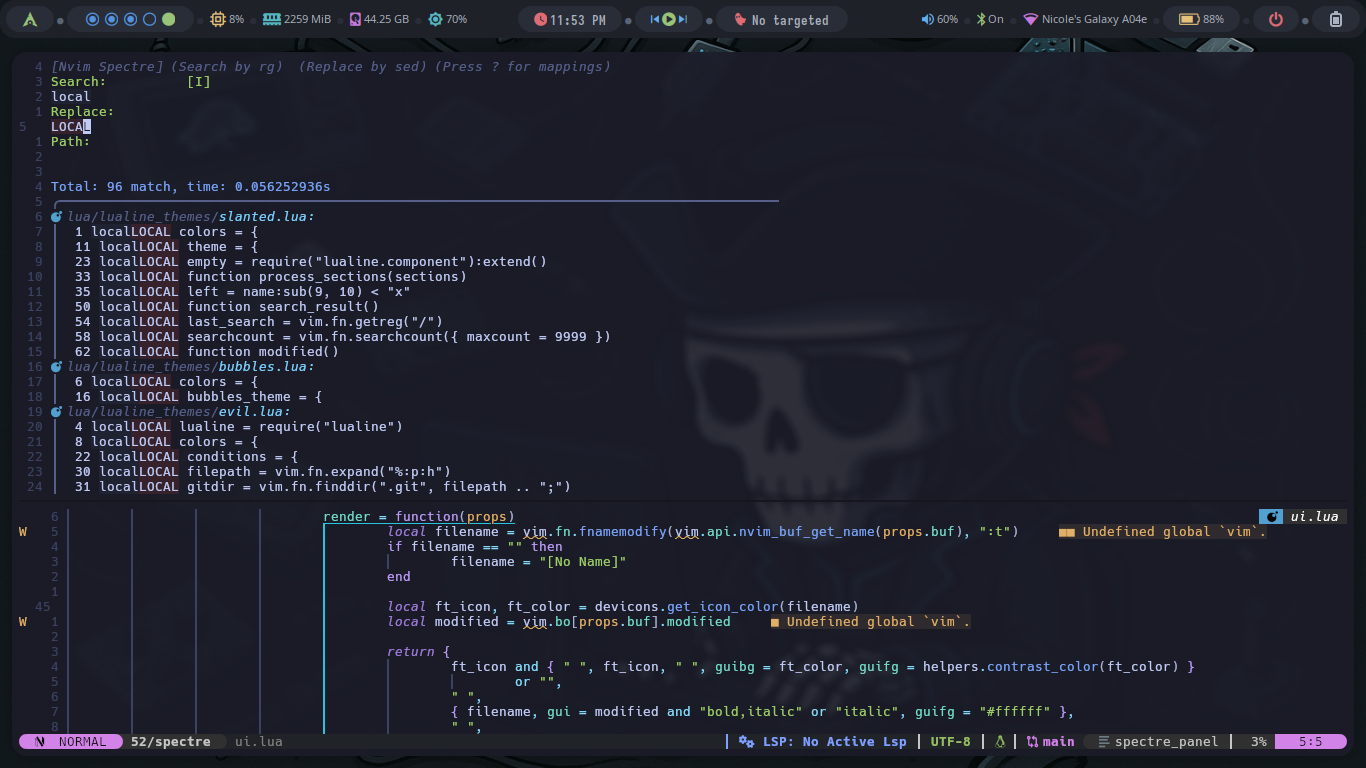 8% 2259 MiB 44.25 GB 70% 11:53 PM No targeted 60% On Nicole's Galaxy A04e 88%
4 [Nvim Spectre] (Search by rg) (Replace by sed) (Press ? for mappings)
3 Search: [I]
2 local
1 Replace:
5 LOCAL
1 Path:
2
3
4 Total: 96 match, time: 0.056252936s
5
6 lua/lualine_themes/slanted.lua:
7 1 localLOCAL colors = {
8 11 localLOCAL theme = {
9 23 localLOCAL empty = require("lualine.component"):extend()
10 33 localLOCAL function process_sections(sections)
11 35 localLOCAL left = name:sub(9, 10) < "x"
12 50 localLOCAL function search_result()
13 54 localLOCAL last_search = vim.fn.getreg("/")
14 58 localLOCAL searchcount = vim.fn.searchcount({ maxcount = 9999 })
15 62 localLOCAL function modified()
16 lua/lualine_themes/bubbles.lua:
17 6 localLOCAL colors = {
18 16 localLOCAL bubbles_theme = {
19 lua/lualine_themes/evil.lua:
20 4 localLOCAL lualine = require("lualine")
21 8 localLOCAL colors = {
22 22 localLOCAL conditions = {
23 30 localLOCAL filepath = vim.fn.expand("%:p:h")
24 31 localLOCAL gitdir = vim.fn.finddir(".git", filepath .. ";")
6 render = function(props) ui.lua
W 5 local filename = vim.fn.fnamemodify(vim.api.nvim_buf_get_name(props.buf), ":t") ■■ Undefined global `vim`.
4 if filename == "" then
3 filename = "[No Name]"
2 end
1
45 local ft_icon, ft_color = devicons.get_icon_color(filename)
W 1 local modified = vim.bo[props.buf].modified ■ Undefined global `vim`.
2
3 return {
4 ft_icon and { " ", ft_icon, " ", guibg = ft_color, guifg = helpers.contrast_color(ft_color) }
5 or "",
6 " ",
7 { filename, gui = modified and "bold,italic" or "italic", guifg = "#ffffff" },
8 " ",
NORMAL 52/spectre ui.lua LSP: No Active Lsp UTF-8 main spectre_panel 3% 5:5